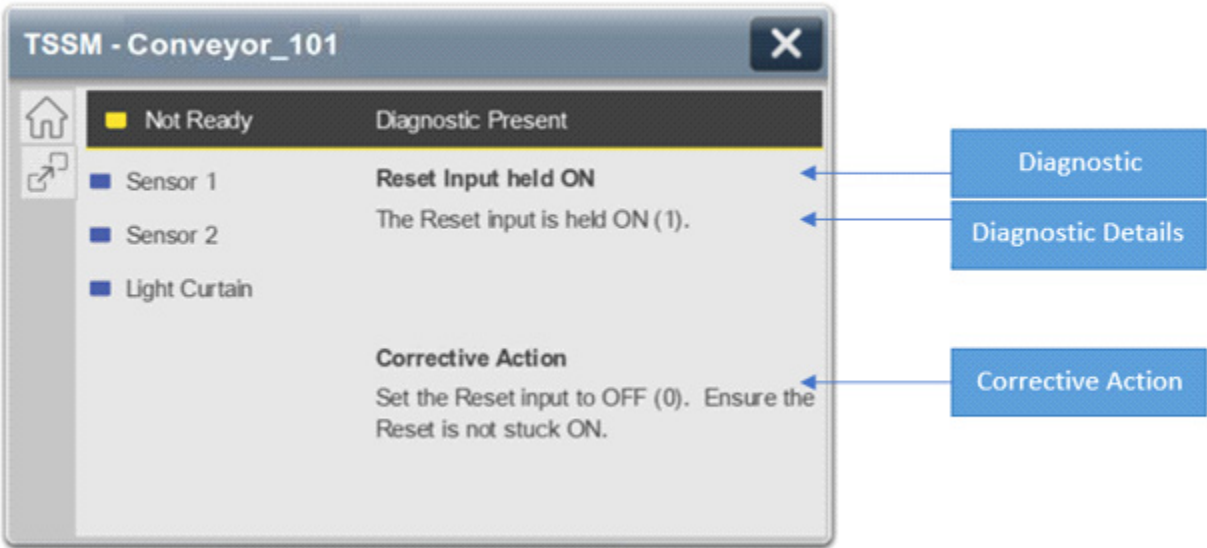 TSSM - Conveyor_101
Not Ready
Diagnostic Present
Sensor 1
Reset Input held ON
Diagnostic
The Reset input is held ON (1).
Diagnostic Details
Sensor 2
Light Curtain
Corrective Action
Set the Reset input to OFF (0).  Ensure the
Reset is not stuck ON.
Corrective Action